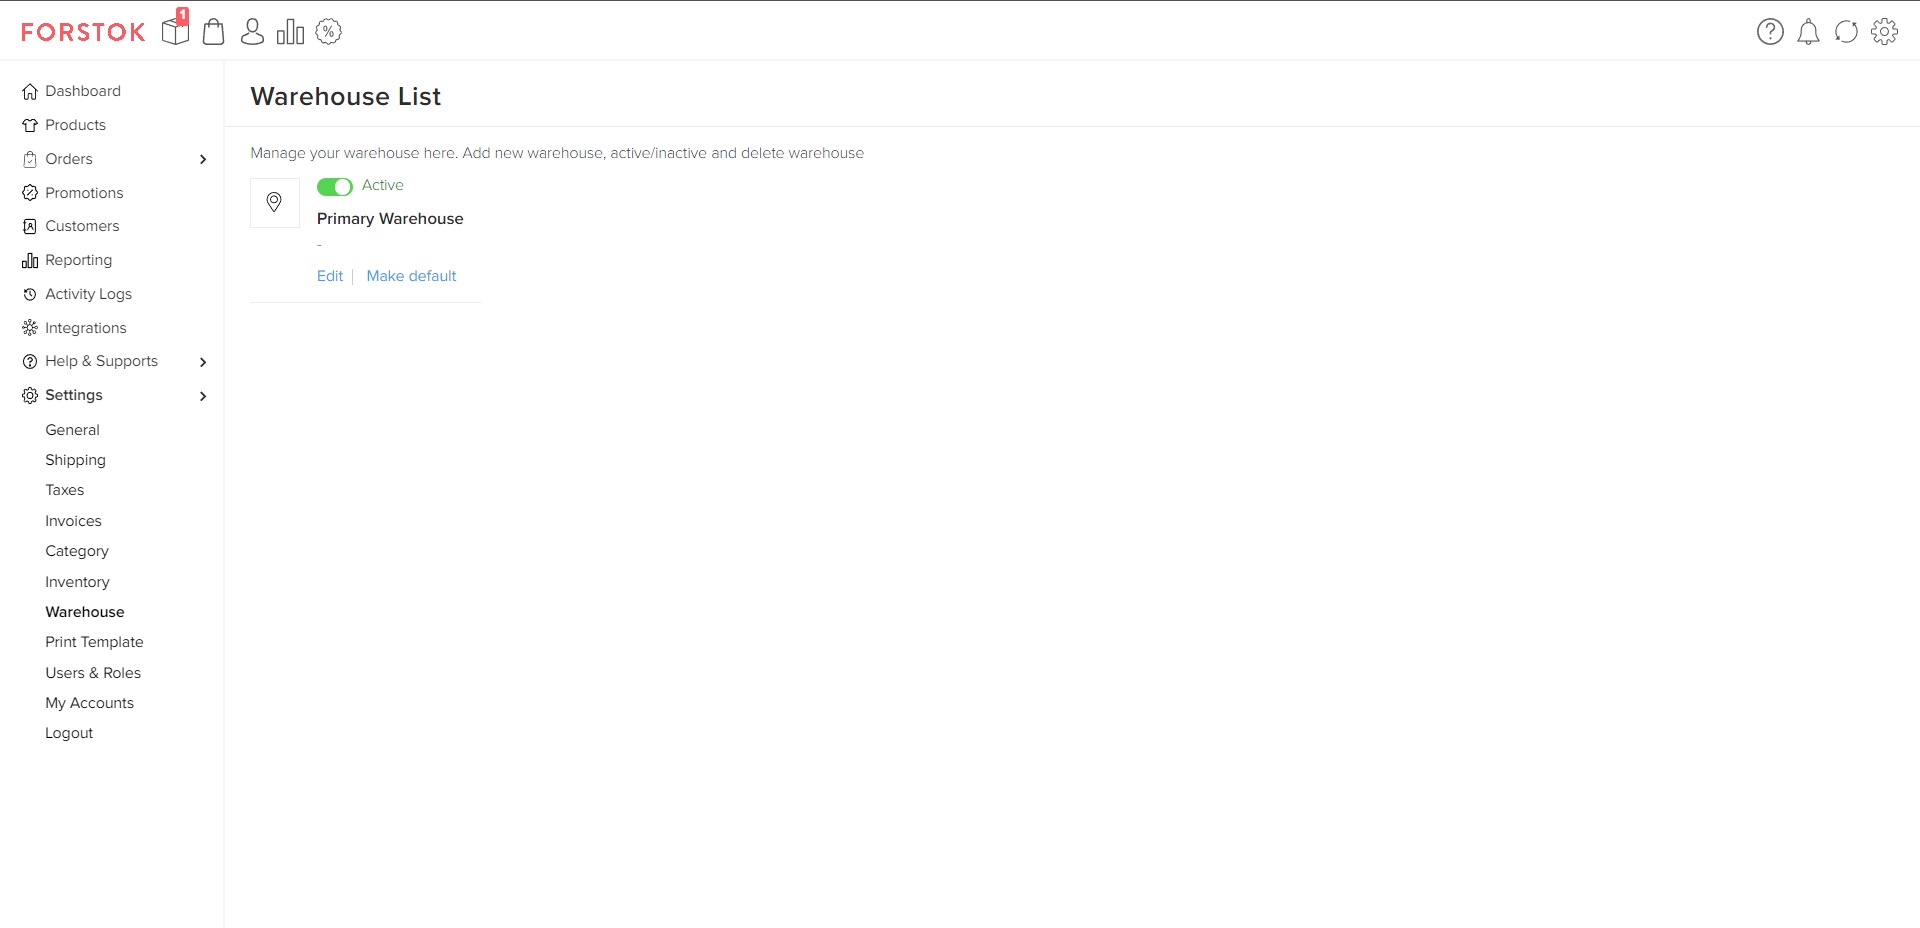 FORSTOK
1
%
Dashboard
Products
Orders
Promotions
Customers
Reporting
Activity Logs
Integrations
Help & Supports
Settings
General
Shipping
Taxes
Invoices
Category
Inventory
Warehouse
Print Template
Users & Roles
My Accounts
Logout
Warehouse List
Manage your warehouse here. Add new warehouse, active/inactive and delete warehouse
Active
Primary Warehouse
-
Edit | Make default